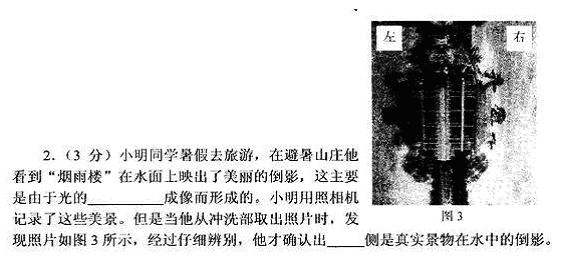 左 右
2.（3 分）小明同学暑假去旅游，在避暑山庄他
看到“烟雨楼”在水面上映出了美丽的倒影，这主要
是由于光的__________成像而形成的。小明用照相机
记录了这些美景。但是当他从冲洗部取出照片时，发
图 3
现照片如图 3 所示，经过仔细辨别，他才确认出_____侧是真实景物在水中的倒影。